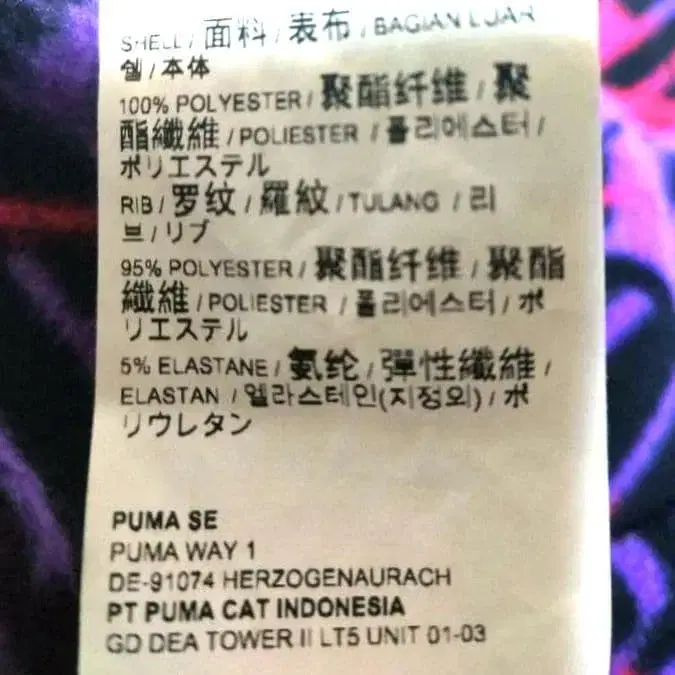 SHELL / 面料 / 表布 / BAGIAN LUAR
쉘 / 本体
100% POLYESTER / 聚酯纤维 / 聚
酯纖維 / POLIESTER / 폴리에스터 /
ポリエステル
RIB / 罗纹 / 羅紋 / TULANG / 리
브 / リブ
95% POLYESTER / 聚酯纤维 / 聚酯
纖維 / POLIESTER / 폴리에스터 / ポ
リエステル
5% ELASTANE / 氨纶 / 彈性纖維 /
ELASTAN / 엘라스테인(지정외) / ポ
リウレタン
PUMA SE
PUMA WAY 1
DE-91074 HERZOGENAURACH
PT PUMA CAT INDONESIA
GD DEA TOWER II LT5 UNIT 01-03